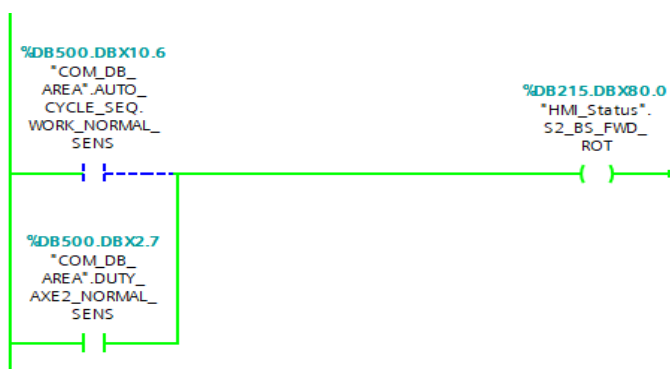 %DB500.DBX10.6
"COM_DB_
AREA".AUTO_
CYCLE_SEQ.
WORK_NORMAL_
SENS
%DB215.DBX80.0
"HMI_Status".
S2_BS_FWD_
ROT
%DB500.DBX2.7
"COM_DB_
AREA".DUTY_
AXE2_NORMAL_
SENS